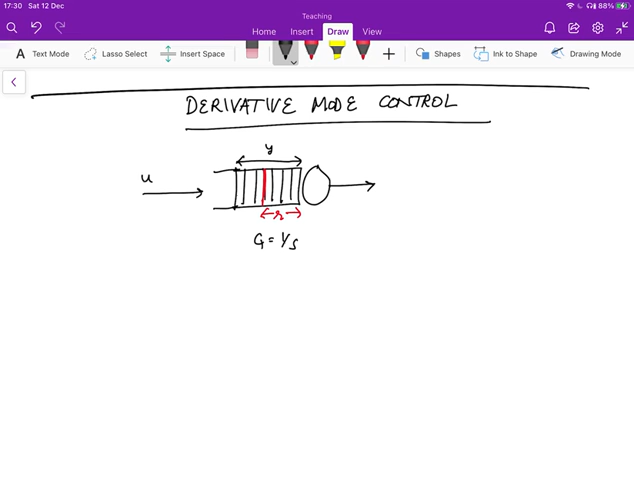 17:30 Sat 12 Dec
88%
Teaching
Home Insert Draw View
Text Mode Lasso Select Insert Space Shapes Ink to Shape Drawing Mode
DERIVATIVE MODE CONTROL
y
u
r
G = 1/s